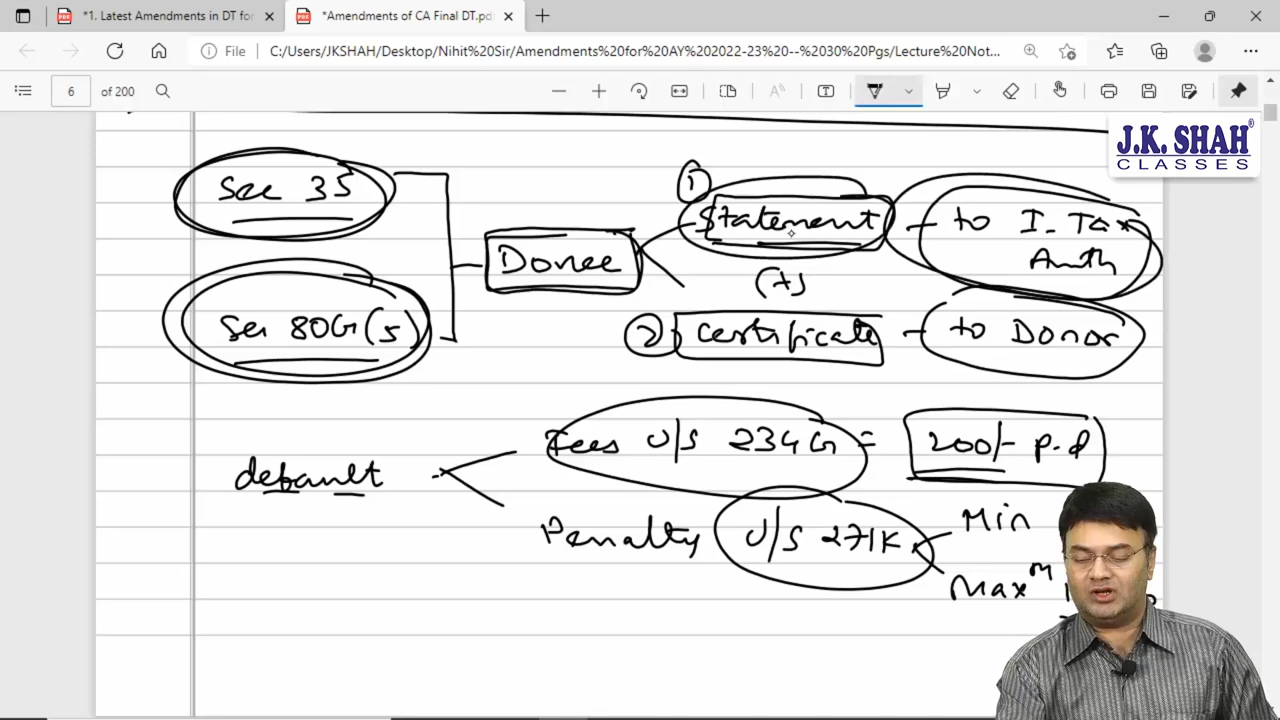 *1. Latest Amendments in DT for
*Amendments of CA Final DT.pd
File
C:/Users/JKSHAH/Desktop/Nihit%20Sir/Amendments%20for%20AY%202022-23%20--%2030%20Pgs/Lecture%20Not...
6 of 200
J.K. SHAH®
CLASSES
Sec 35
①
Statement - to I. Tax Auth
Donee
(+)
Sec 80G(5)
② Certificate - to Donor
Fees U/S 234G = 200/- p.d
default
Penalty U/S 271K
Min
Maxm